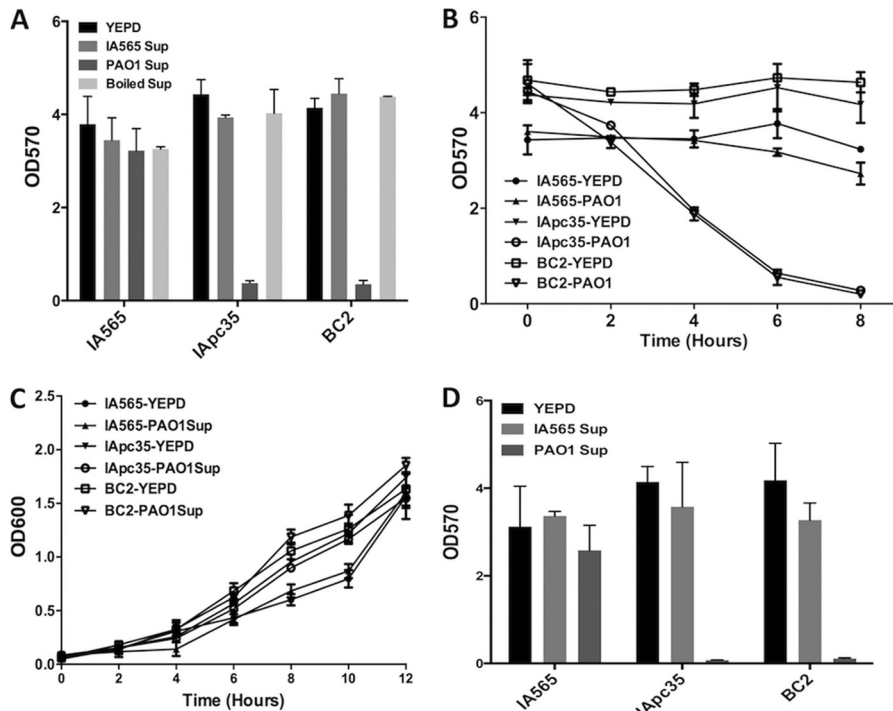 A
YEPD
IA565 Sup
PAO1 Sup
Boiled Sup
6
4
2
0
OD570
IA565
IApc35
BC2
B
6
4
2
0
OD570
IA565-YEPD
IA565-PAO1
IApc35-YEPD
IApc35-PAO1
BC2-YEPD
BC2-PAO1
0 2 4 6 8
Time (Hours)
C
IA565-YEPD
IA565-PAO1Sup
IApc35-YEPD
IApc35-PAO1Sup
BC2-YEPD
BC2-PAO1Sup
2.5
2.0
1.5
1.0
0.5
0.0
OD600
0 2 4 6 8 10 12
Time (Hours)
D
YEPD
IA565 Sup
PAO1 Sup
6
4
2
0
OD570
IA565
IApc35
BC2